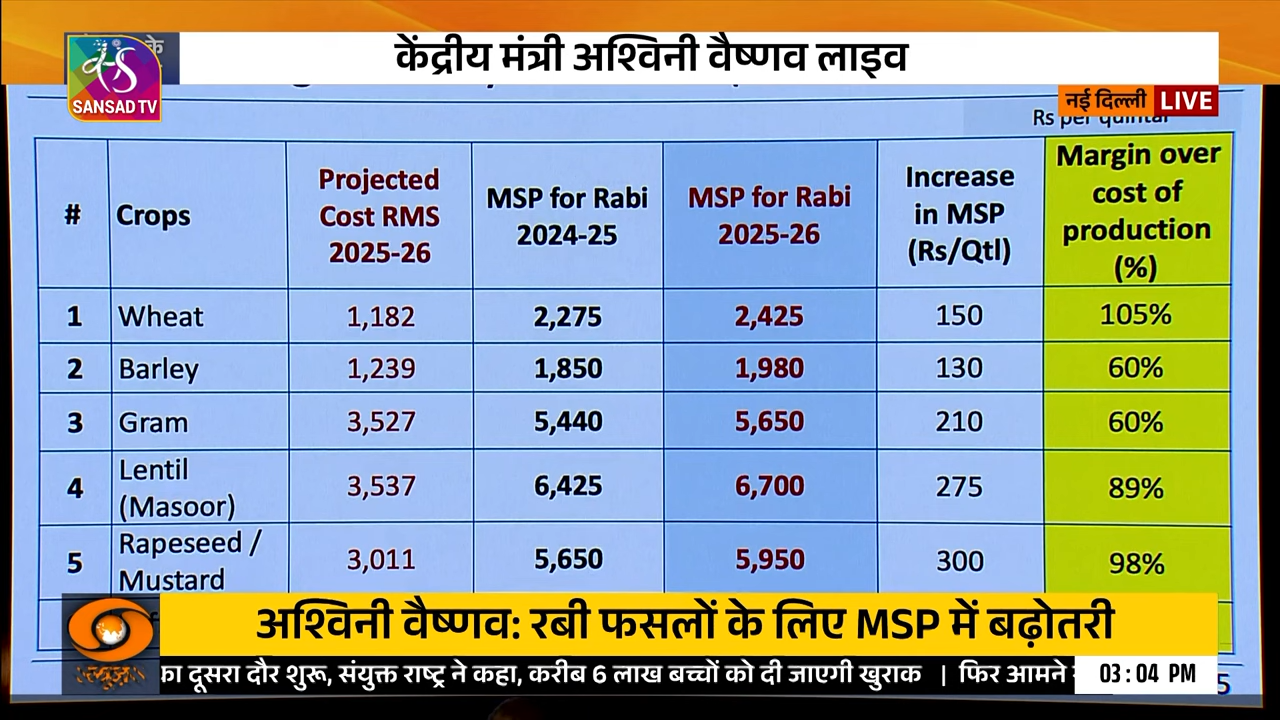 केंद्रीय मंत्री अश्विनी वैष्णव लाइव
SANSAD TV
नई दिल्ली LIVE
Rs per quintal
# Crops Projected Cost RMS 2025-26 MSP for Rabi 2024-25 MSP for Rabi 2025-26 Increase in MSP (Rs/Qtl) Margin over cost of production (%)
1 Wheat 1,182 2,275 2,425 150 105%
2 Barley 1,239 1,850 1,980 130 60%
3 Gram 3,527 5,440 5,650 210 60%
4 Lentil (Masoor) 3,537 6,425 6,700 275 89%
5 Rapeseed / Mustard 3,011 5,650 5,950 300 98%
अश्विनी वैष्णव: रबी फसलों के लिए MSP में बढ़ोतरी
न्यूज़
का दूसरा दौर शुरू, संयुक्त राष्ट्र ने कहा, करीब 6 लाख बच्चों को दी जाएगी खुराक | फिर आमने
03:04 PM
5